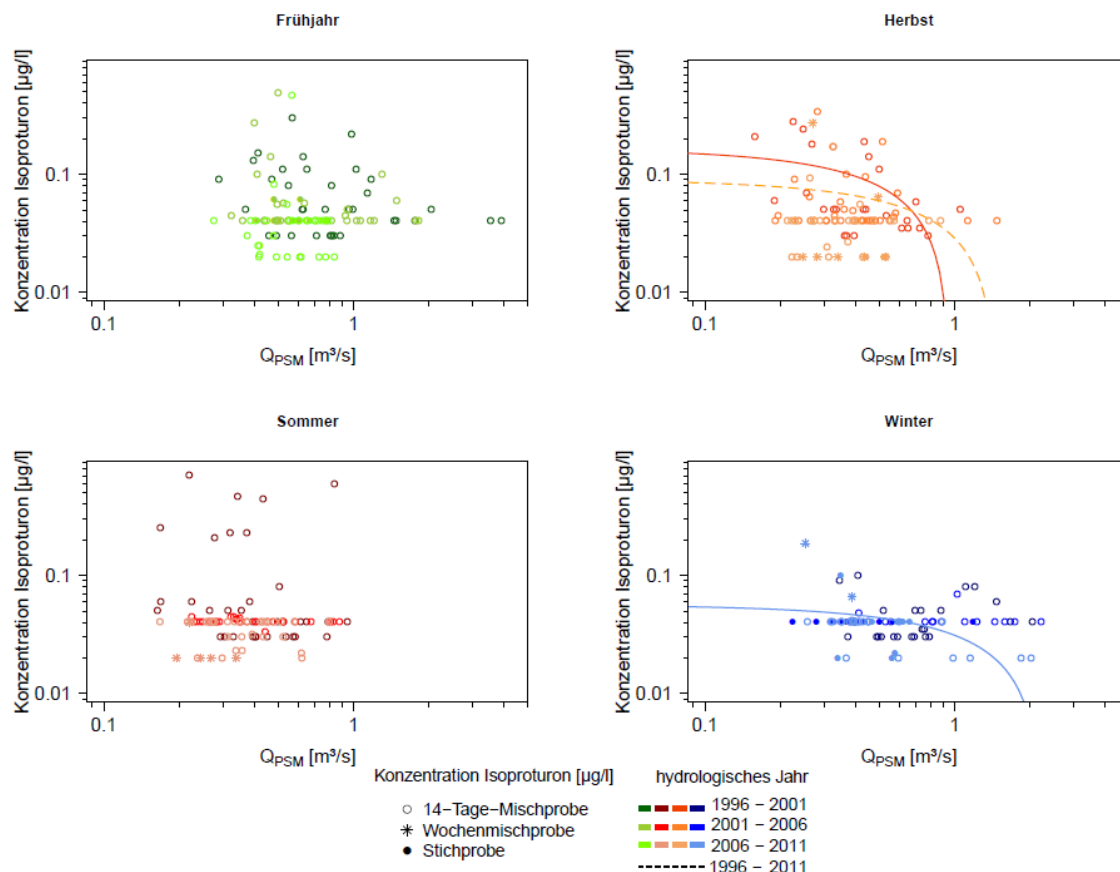 Frühjahr
Konzentration Isoproturon [µg/l]
0.1
0.01
0.1
1
QPSM [m³/s]
Herbst
Konzentration Isoproturon [µg/l]
0.1
0.01
0.1
1
QPSM [m³/s]
Sommer
Konzentration Isoproturon [µg/l]
0.1
0.01
0.1
1
QPSM [m³/s]
Winter
Konzentration Isoproturon [µg/l]
0.1
0.01
0.1
1
QPSM [m³/s]
Konzentration Isoproturon [µg/l]
14−Tage−Mischprobe
Wochenmischprobe
Stichprobe
hydrologisches Jahr
1996 − 2001
2001 − 2006
2006 − 2011
1996 − 2011